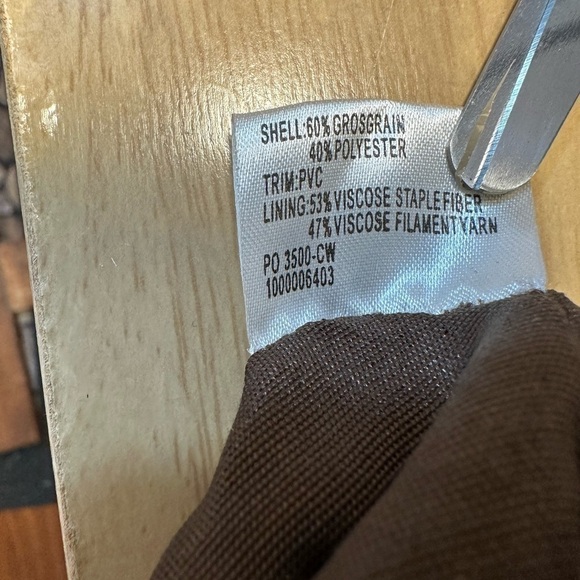 SHELL:60% GROSGRAIN
40% POLYESTER
TRIM:PVC
LINING:53% VISCOSE STAPLE FIBER
47% VISCOSE FILAMENT YARN
PO 3500-CW
1000006403